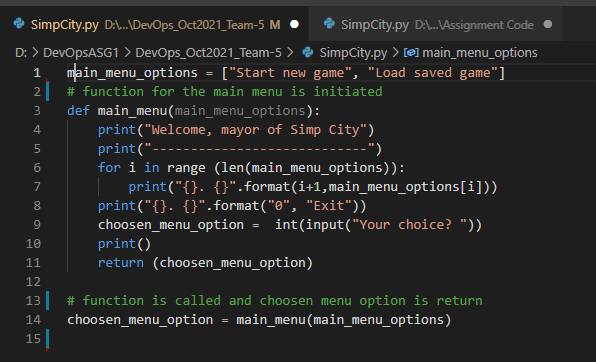 SimpCity.py D:\...\DevOps_Oct2021_Team-5 M ● SimpCity.py D:\...\Assignment Code ●
D: > DevOpsASG1 > DevOps_Oct2021_Team-5 > SimpCity.py > main_menu_options
1 main_menu_options = ["Start new game", "Load saved game"]
2 # function for the main menu is initiated
3 def main_menu(main_menu_options):
4     print("Welcome, mayor of Simp City")
5     print("----------------------------")
6     for i in range (len(main_menu_options)):
7         print("{}. {}".format(i+1,main_menu_options[i]))
8     print("{}. {}".format("0", "Exit"))
9     choosen_menu_option =  int(input("Your choice? "))
10     print()
11     return (choosen_menu_option)
12
13 # function is called and choosen menu option is return
14 choosen_menu_option = main_menu(main_menu_options)
15